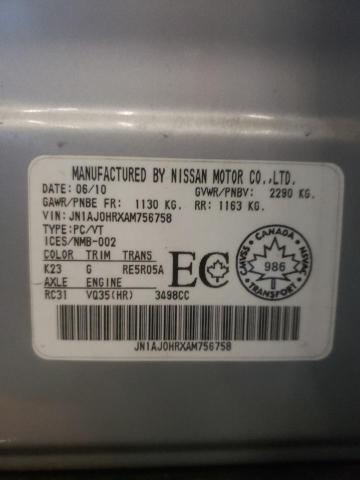 MANUFACTURED BY NISSAN MOTOR CO.,LTD.
DATE: 06/10 GVWR/PNBV: 2290 KG.
GAWR/PNBE FR: 1130 KG. RR: 1163 KG.
VIN: JN1AJ0HRXAM756758
TYPE: PC/VT
ICES/NMB-002
COLOR TRIM TRANS
K23 G RE5R05A
AXLE ENGINE
RC31 VQ35(HR) 3498CC
EC
CANADA
CMVSS 986 NSVAC
TRANSPORT
JN1AJ0HRXAM756758